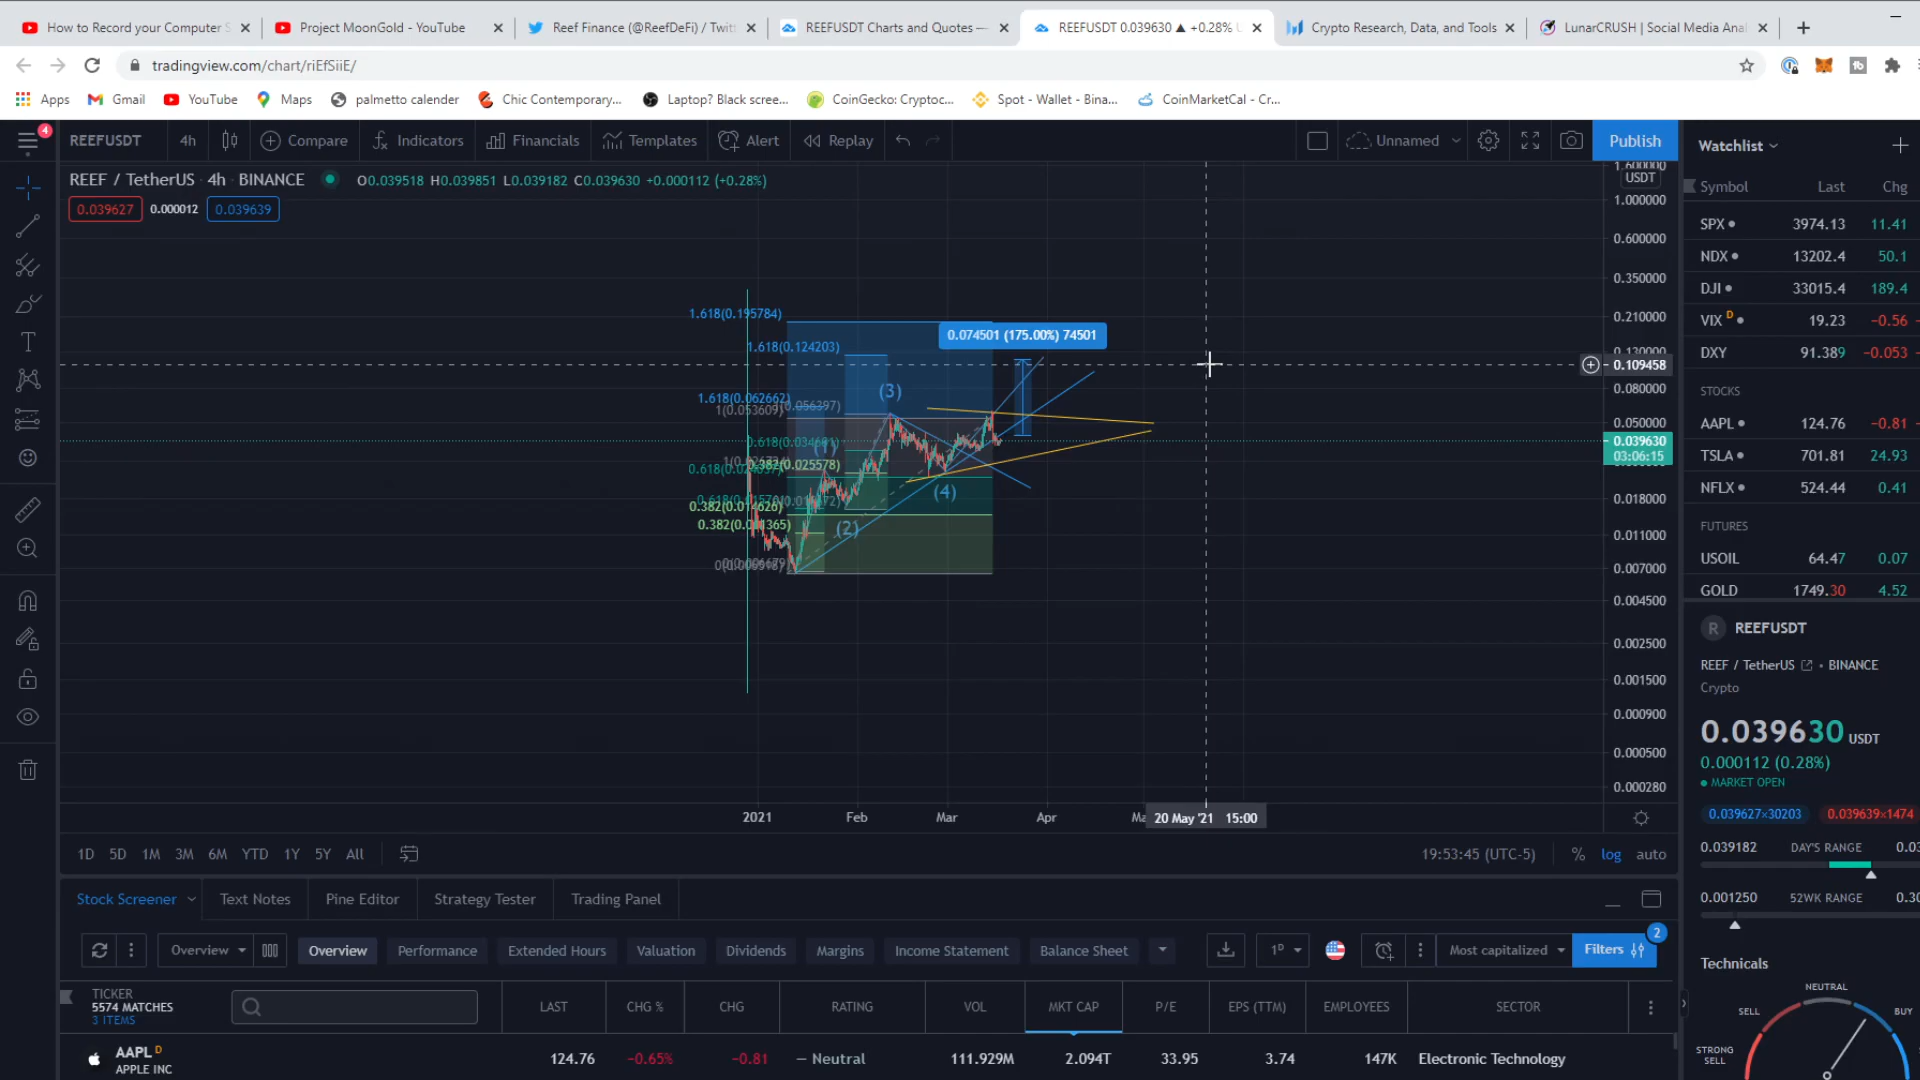 How to Record your Computer S
Project MoonGold - YouTube
Reef Finance (@ReefDeFi) / Twitt
REEFUSDT Charts and Quotes —
REEFUSDT 0.039630 ▲ +0.28% U
Crypto Research, Data, and Tools
LunarCRUSH | Social Media Anal
tradingview.com/chart/riEfSiiE/
Apps
Gmail
YouTube
Maps
palmetto calender
Chic Contemporary...
Laptop? Black scree...
CoinGecko: Cryptoc...
Spot - Wallet - Bina...
CoinMarketCal - Cr...
4
REEFUSDT
4h
Compare
Indicators
Financials
Templates
Alert
Replay
Unnamed
Publish
Watchlist
REEF / TetherUS 4h · BINANCE
O0.039518 H0.039851 L0.039182 C0.039630 +0.000112 (+0.28%)
0.039627
0.000012
0.039639
USDT
1.000000
0.600000
0.350000
0.210000
0.130000
0.109458
0.080000
0.050000
0.039630
03:06:15
0.018000
0.011000
0.007000
0.004500
0.002500
0.001500
0.000900
0.000500
0.000280
1.618(0.195784)
0.074501 (175.00%) 74501
1.618(0.124203)
1.618(0.062662)
(3)
(1)
0.382(0.025578)
(4)
(2)
2021
Feb
Mar
Apr
20 May '21 15:00
1D
5D
1M
3M
6M
YTD
1Y
5Y
All
19:53:45 (UTC-5)
%
log
auto
Symbol
Last
Chg
SPX
3974.13
11.41
NDX
13202.4
50.1
DJI
33015.4
189.4
VIX D
19.23
−0.56
DXY
91.389
−0.053
STOCKS
AAPL
124.76
−0.81
TSLA
701.81
24.93
NFLX
524.44
0.41
FUTURES
USOIL
64.47
0.07
GOLD
1749.30
4.52
R
REEFUSDT
REEF / TetherUS
BINANCE
Crypto
0.039630 USDT
0.000112 (0.28%)
MARKET OPEN
0.039627×30203
0.039639×1474
0.039182
DAY'S RANGE
0.001250
52WK RANGE
Technicals
NEUTRAL
SELL
BUY
STRONG
SELL
Stock Screener
Text Notes
Pine Editor
Strategy Tester
Trading Panel
Overview
Overview
Performance
Extended Hours
Valuation
Dividends
Margins
Income Statement
Balance Sheet
1D
Most capitalized
Filters
2
TICKER
5574 MATCHES
3 ITEMS
LAST
CHG %
CHG
RATING
VOL
MKT CAP
P/E
EPS (TTM)
EMPLOYEES
SECTOR
AAPL D
APPLE INC
124.76
−0.65%
−0.81
— Neutral
111.929M
2.094T
33.95
3.74
147K
Electronic Technology